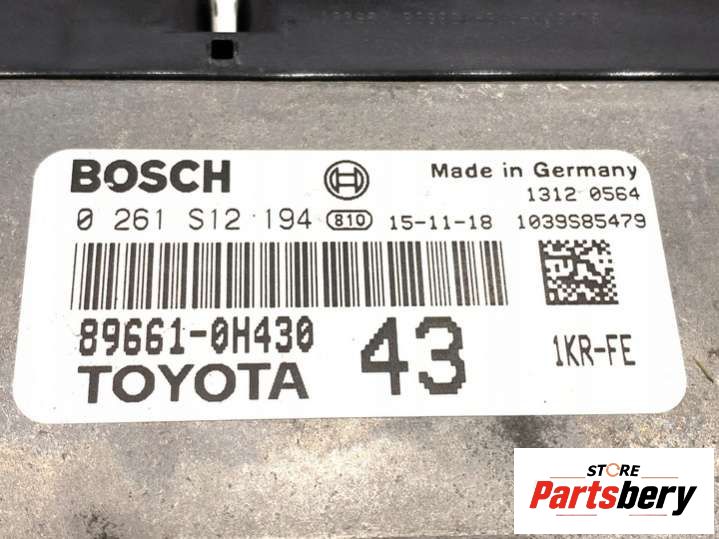 BOSCH
Made in Germany
1312 0564
0 261 S12 194 810 15-11-18 1039S85479
89661-0H430 43 1KR-FE
TOYOTA
STORE
Partsbery